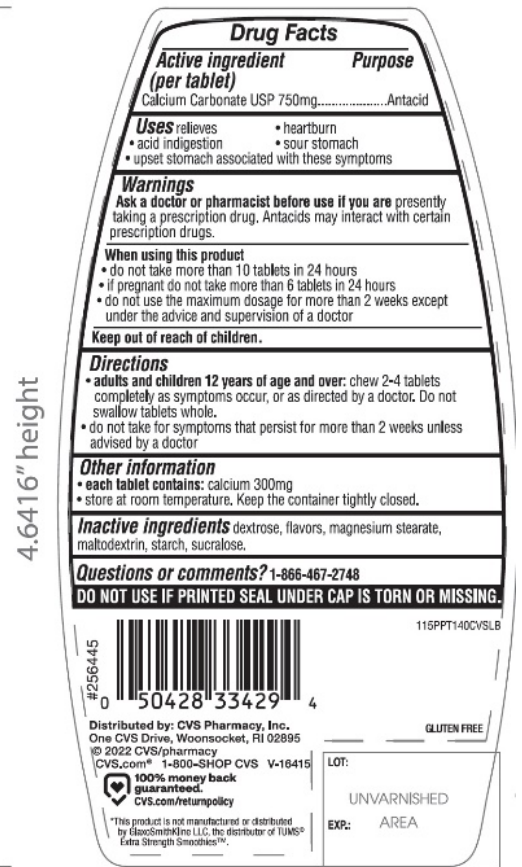 Drug Facts
Active ingredient Purpose
(per tablet)
Calcium Carbonate USP 750mg.....................Antacid
Uses relieves • heartburn
• acid indigestion • sour stomach
• upset stomach associated with these symptoms
Warnings
Ask a doctor or pharmacist before use if you are presently
taking a prescription drug. Antacids may interact with certain
prescription drugs.
When using this product
• do not take more than 10 tablets in 24 hours
• if pregnant do not take more than 6 tablets in 24 hours
• do not use the maximum dosage for more than 2 weeks except
under the advice and supervision of a doctor
Keep out of reach of children.
Directions
• adults and children 12 years of age and over: chew 2-4 tablets
completely as symptoms occur, or as directed by a doctor. Do not
swallow tablets whole.
• do not take for symptoms that persist for more than 2 weeks unless
advised by a doctor
Other information
• each tablet contains: calcium 300mg
• store at room temperature. Keep the container tightly closed.
Inactive ingredients dextrose, flavors, magnesium stearate,
maltodextrin, starch, sucralose.
Questions or comments? 1-866-467-2748
DO NOT USE IF PRINTED SEAL UNDER CAP IS TORN OR MISSING.
4.6416" height
115PPT140CVSLB
#256445
0 50428 33429 4
Distributed by: CVS Pharmacy, Inc.
One CVS Drive, Woonsocket, RI 02895
© 2022 CVS/pharmacy
CVS.com® 1-800-SHOP CVS V-16415
100% money back
guaranteed.
CVS.com/returnpolicy
*This product is not manufactured or distributed
by GlaxoSmithKline LLC, the distributor of TUMS®
Extra Strength Smoothies™.
GLUTEN FREE
LOT:
UNVARNISHED
EXP.: AREA